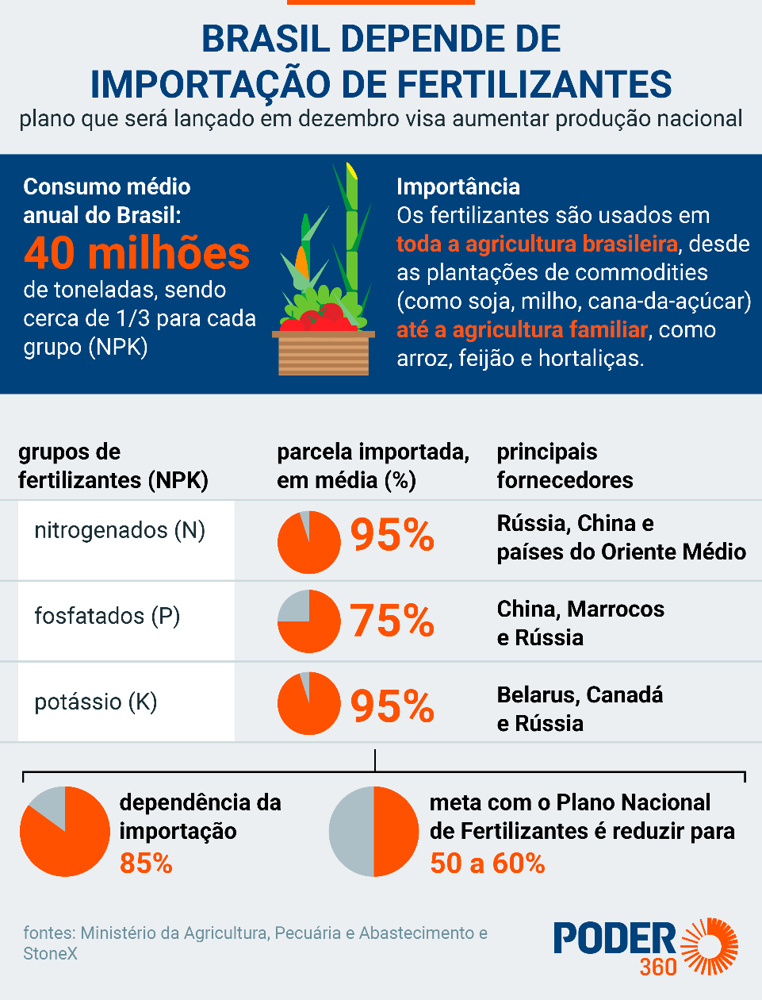 BRASIL DEPENDE DE
IMPORTAÇÃO DE FERTILIZANTES
plano que será lançado em dezembro visa aumentar produção nacional
Consumo médio
anual do Brasil:
40 milhões
de toneladas, sendo
cerca de 1/3 para cada
grupo (NPK)
Importância
Os fertilizantes são usados em
toda a agricultura brasileira, desde
as plantações de commodities
(como soja, milho, cana-da-açúcar)
até a agricultura familiar, como
arroz, feijão e hortaliças.
grupos de
fertilizantes (NPK)
parcela importada,
em média (%)
principais
fornecedores
nitrogenados (N)
95%
Rússia, China e
países do Oriente Médio
fosfatados (P)
75%
China, Marrocos
e Rússia
potássio (K)
95%
Belarus, Canadá
e Rússia
dependência da
importação
85%
meta com o Plano Nacional
de Fertilizantes é reduzir para
50 a 60%
fontes: Ministério da Agricultura, Pecuária e Abastecimento e
StoneX
PODER
360